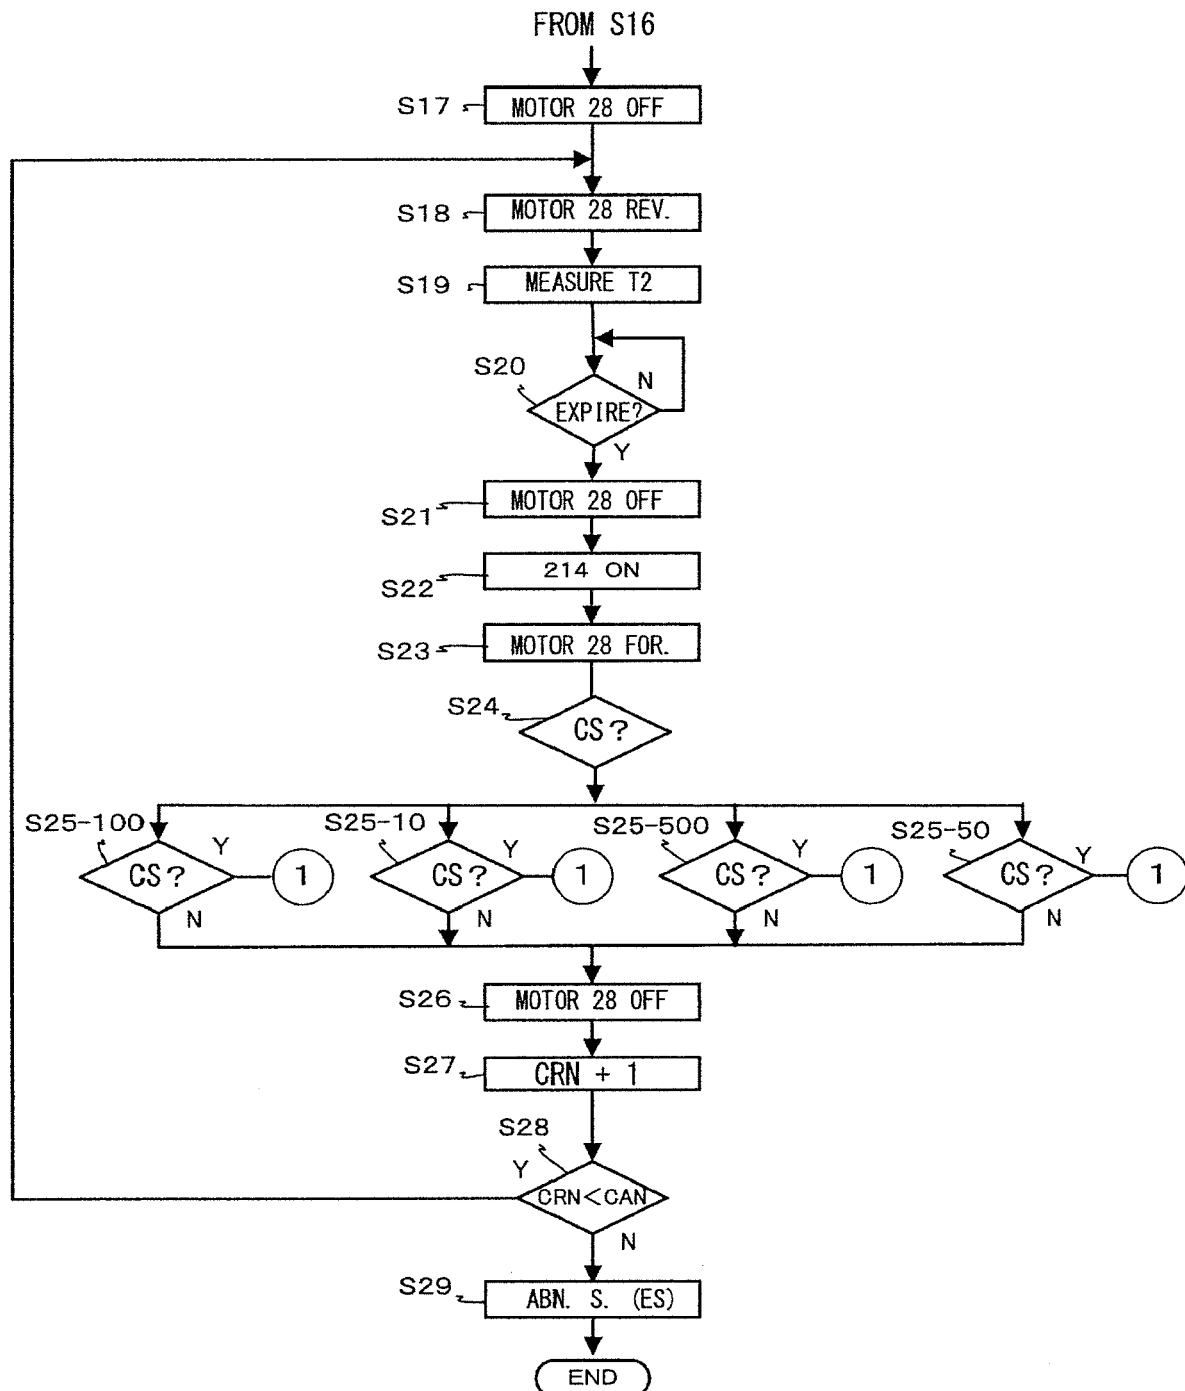 FROM S16
S17 MOTOR 28 OFF
S18 MOTOR 28 REV.
S19 MEASURE T2
S20 N
EXPIRE?
Y
S21 MOTOR 28 OFF
S22 214 ON
S23 MOTOR 28 FOR.
S24 CS?
S25-100 S25-10 S25-500 S25-50
Y Y Y Y
CS? 1 CS? 1 CS? 1 CS? 1
N N N N
S26 MOTOR 28 OFF
S27 CRN + 1
S28
Y
CRN<CAN
N
S29 ABN. S. (ES)
END